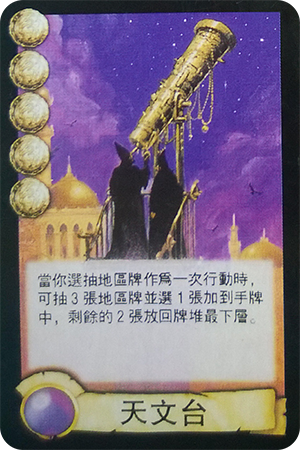 當你選抽地區牌作為一次行動時，
可抽3張地區牌並選1張加到手牌
中，剩餘的2張放回牌堆最下層。
天文台